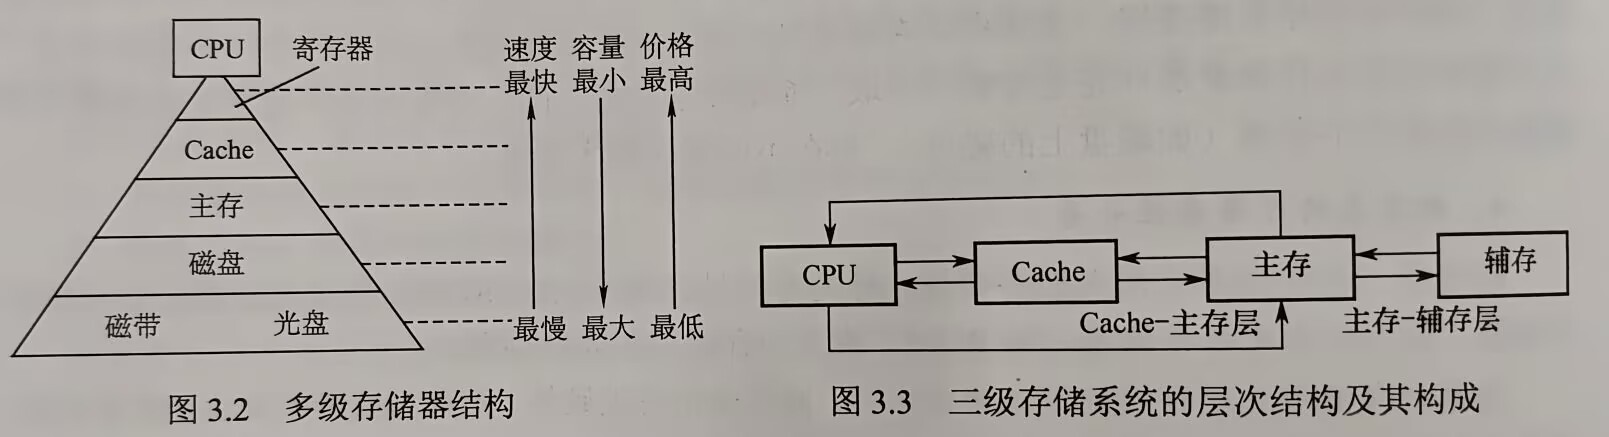 CPU
寄存器
速度 容量 价格
最快 最小 最高
Cache
主存
磁盘
磁带 光盘
最慢 最大 最低
图 3.2 多级存储器结构
CPU
Cache
主存
辅存
Cache-主存层
主存-辅存层
图 3.3 三级存储系统的层次结构及其构成